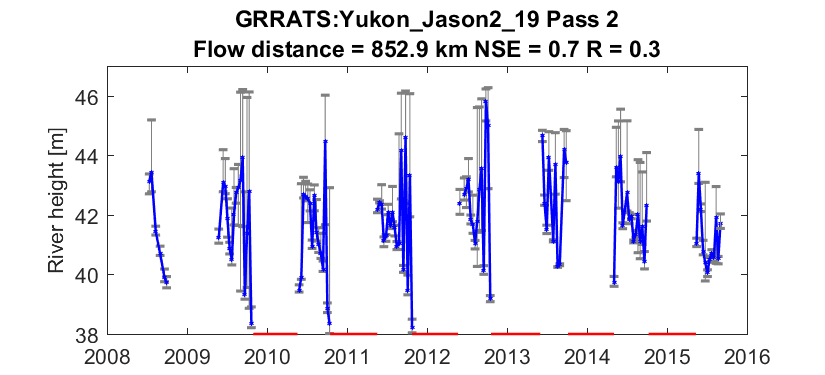 GRRATS:Yukon_Jason2_19 Pass 2
Flow distance = 852.9 km NSE = 0.7 R = 0.3
River height [m]
46
44
42
40
38
2008 2009 2010 2011 2012 2013 2014 2015 2016